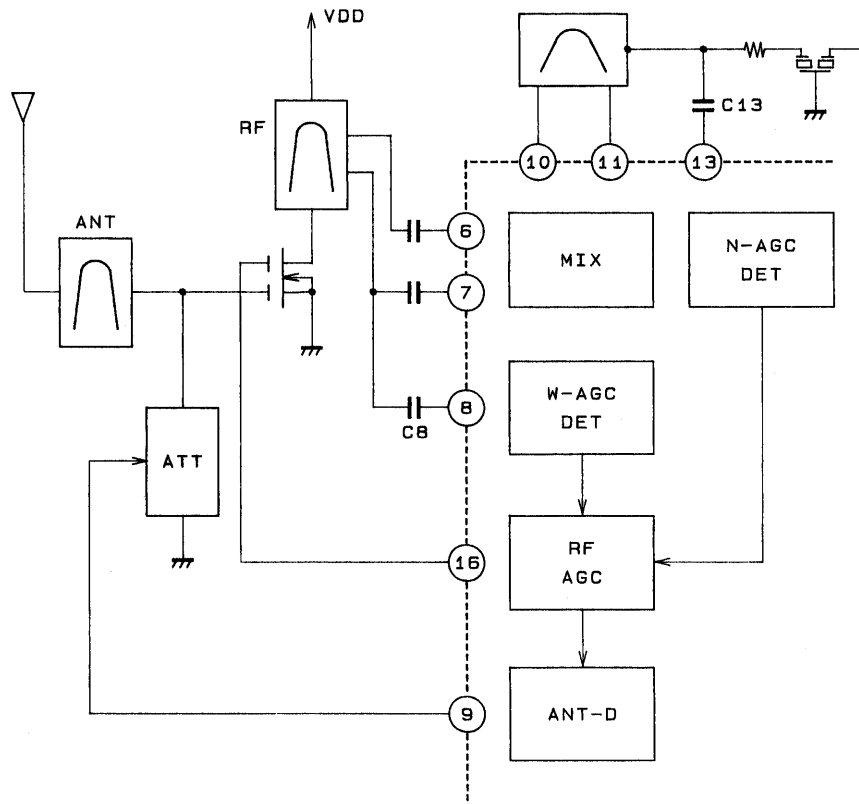 VDD
RF
C13
10
11
13
ANT
6
MIX
N-AGC
DET
7
W-AGC
DET
8
C8
ATT
16
RF
AGC
9
ANT-D